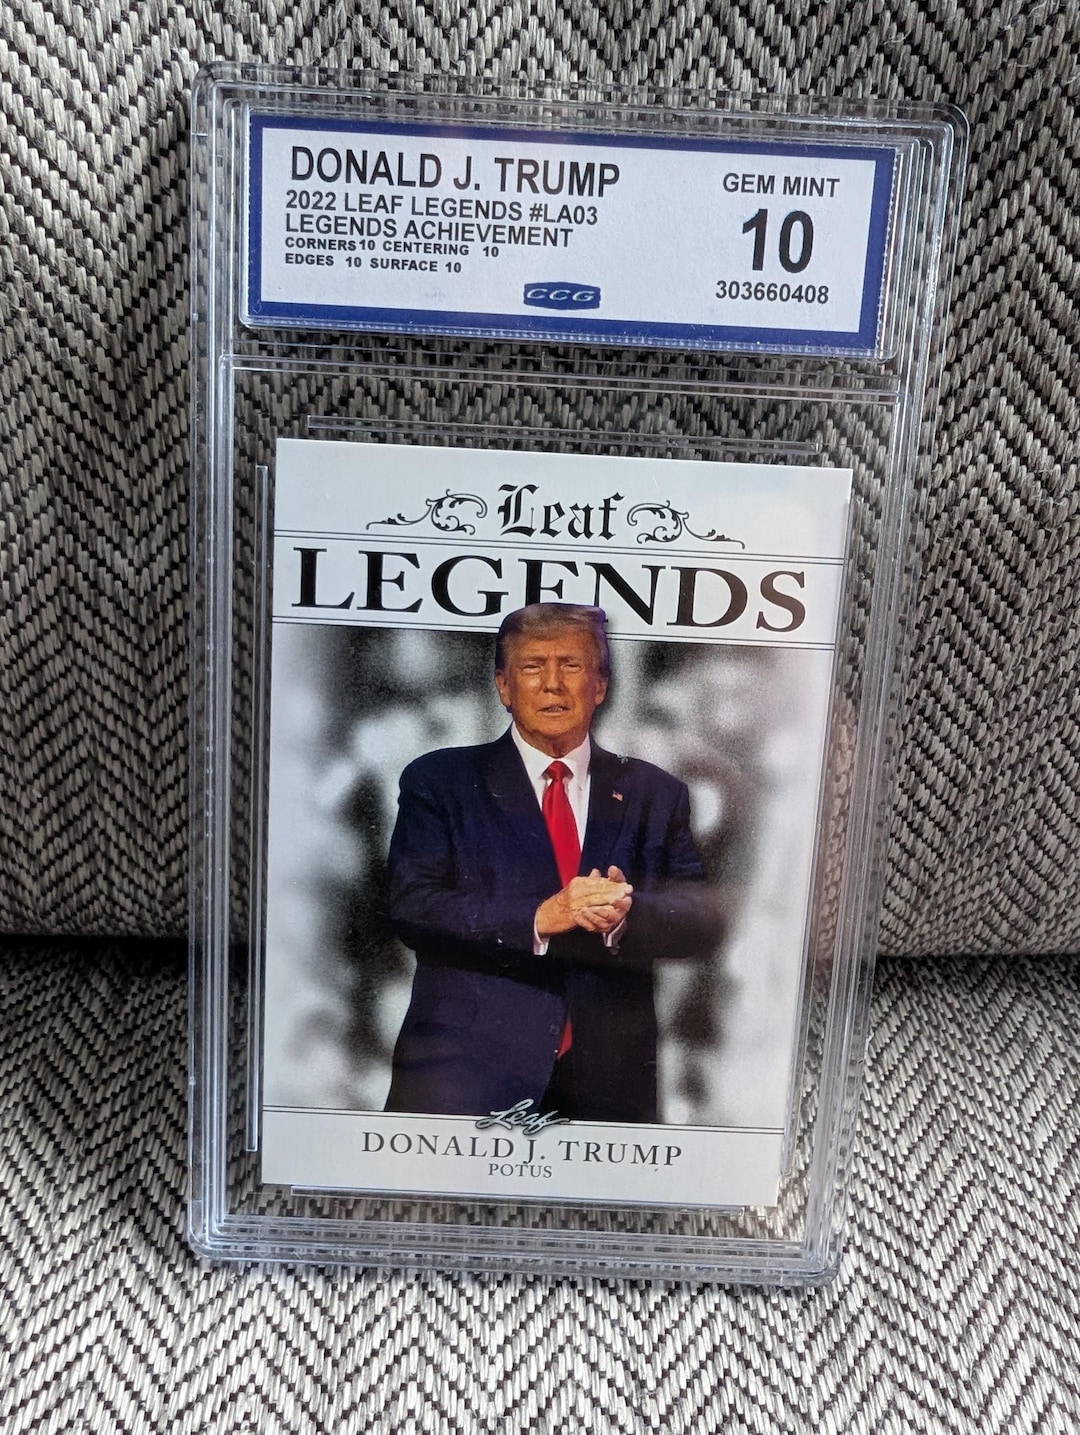 DONALD J. TRUMP
2022 LEAF LEGENDS #LA03
LEGENDS ACHIEVEMENT
CORNERS 10 CENTERING 10
EDGES 10 SURFACE 10
GEM MINT
10
303660408
CCG
Leaf
LEGENDS
Leaf
DONALD J. TRUMP
POTUS